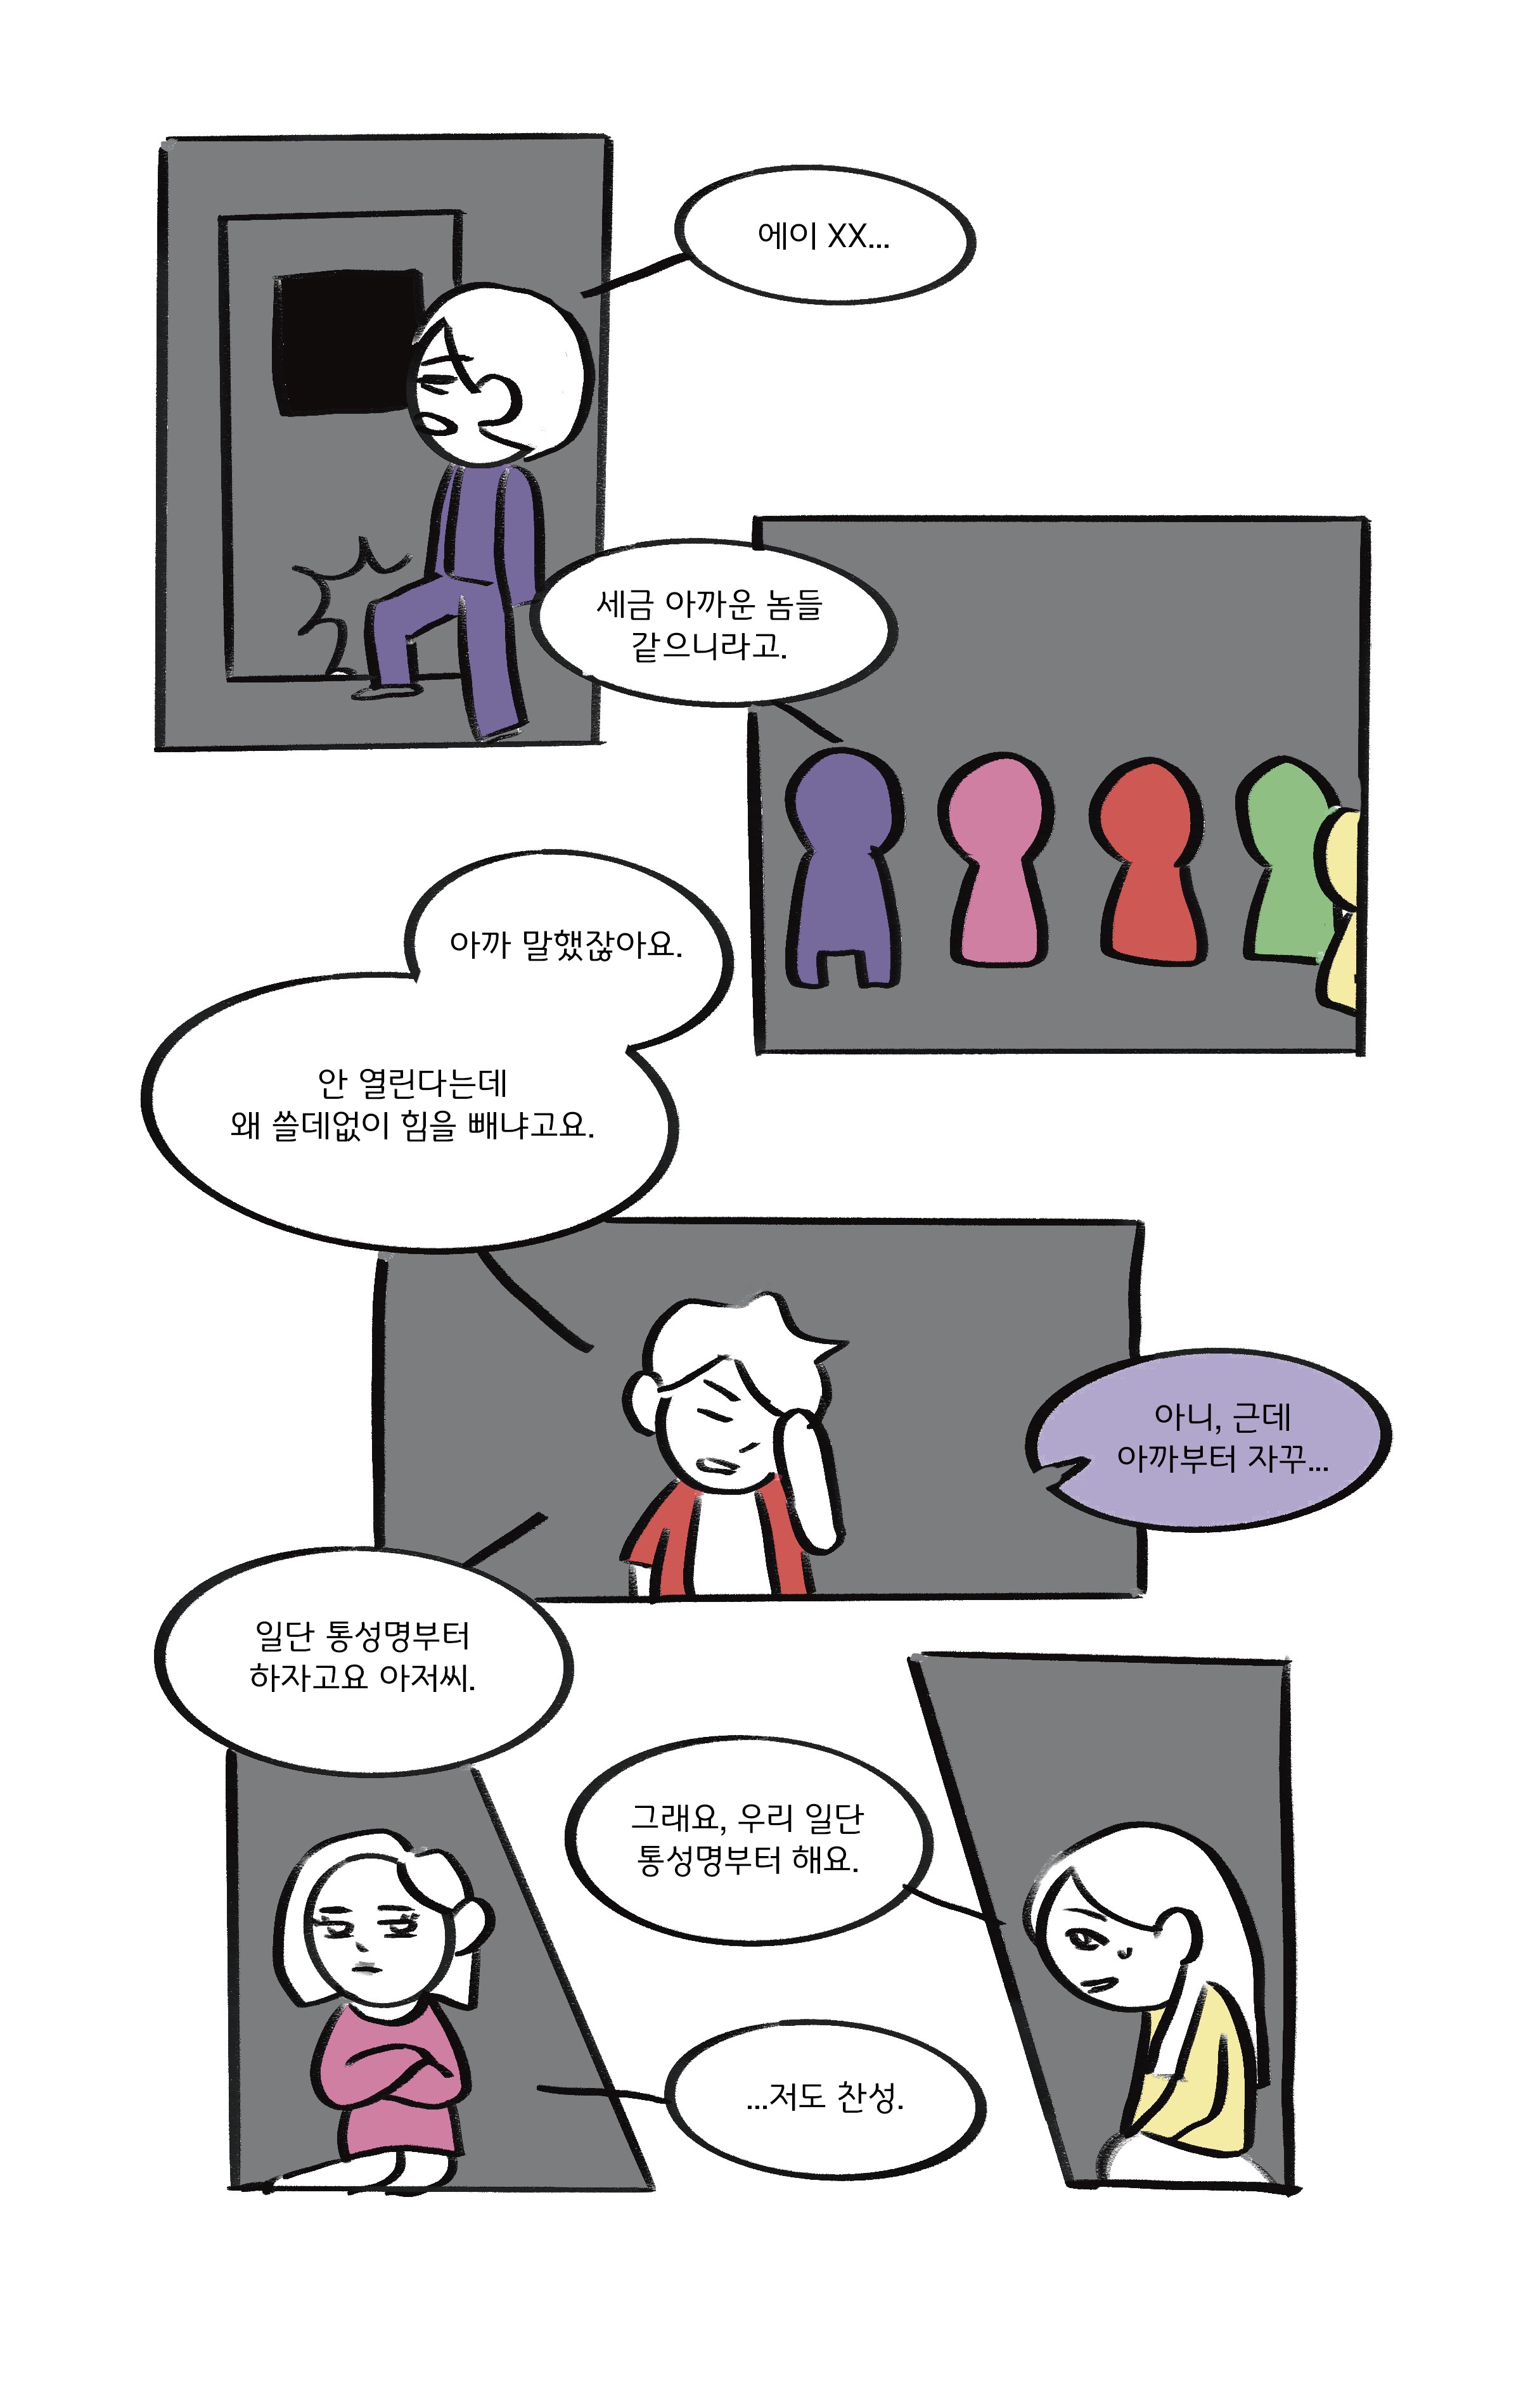 에이 XX...
세금 아까운 놈들
같으니라고.
아까 말했잖아요.
안 열린다는데
왜 쓸데없이 힘을 빼냐고요.
아니, 근데
아까부터 자꾸...
일단 통성명부터
하자고요 아저씨.
그래요, 우리 일단
통성명부터 해요.
...저도 찬성.